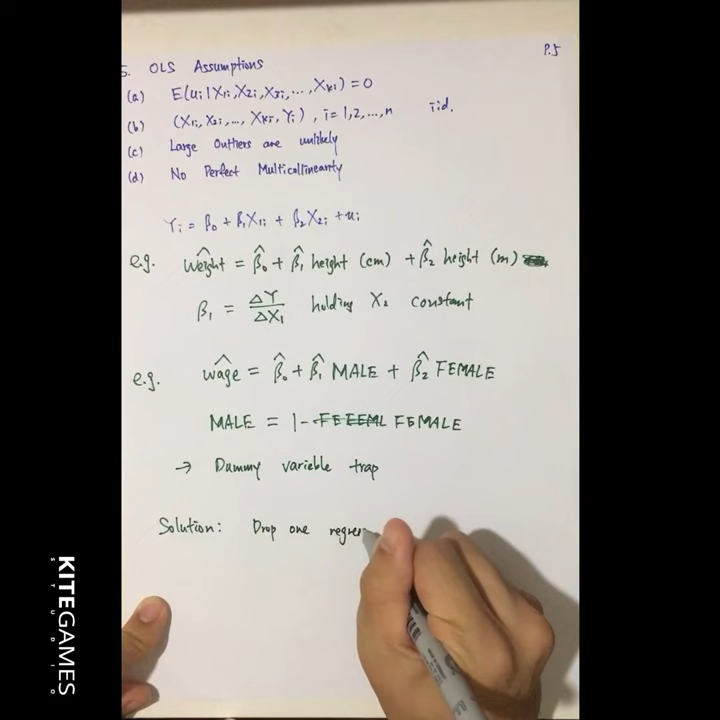 P.5
5. OLS Assumptions
(a) E(ui | X1i, X2i, X3i, ..., Xki) = 0
(b) (X1i, X2i, ..., Xki, Yi), i = 1, 2, ..., n iid.
(c) Large Outliers are unlikely
(d) No Perfect Multicollinearity
Yi = β0 + β1X1i + β2X2i + ui
e.g. Weight^ = β̂0 + β̂1 height (cm) + β̂2 height (m)
β1 = ΔY/ΔX1 holding X2 constant
e.g. wage^ = β̂0 + β̂1 MALE + β̂2 FEMALE
MALE = 1 - FEMALE
→ Dummy variable trap
Solution: Drop one regre
KITEGAMES
STUDIO